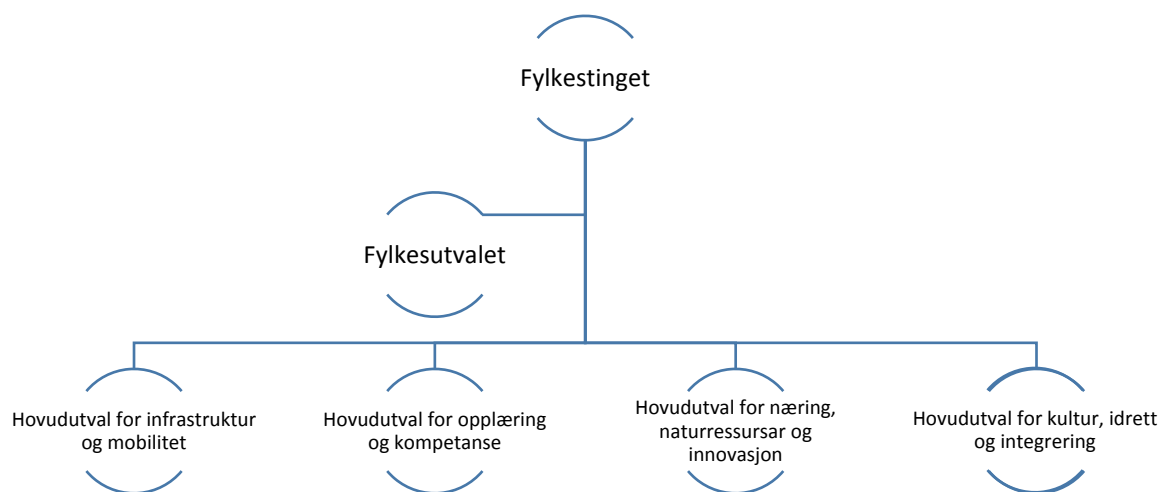 Fylkestinget
Fylkesutvalet
Hovudutval for infrastruktur
og mobilitet
Hovudutval for opplæring
og kompetanse
Hovudutval for næring,
naturressursar og
innovasjon
Hovudutval for kultur, idrett
og integrering